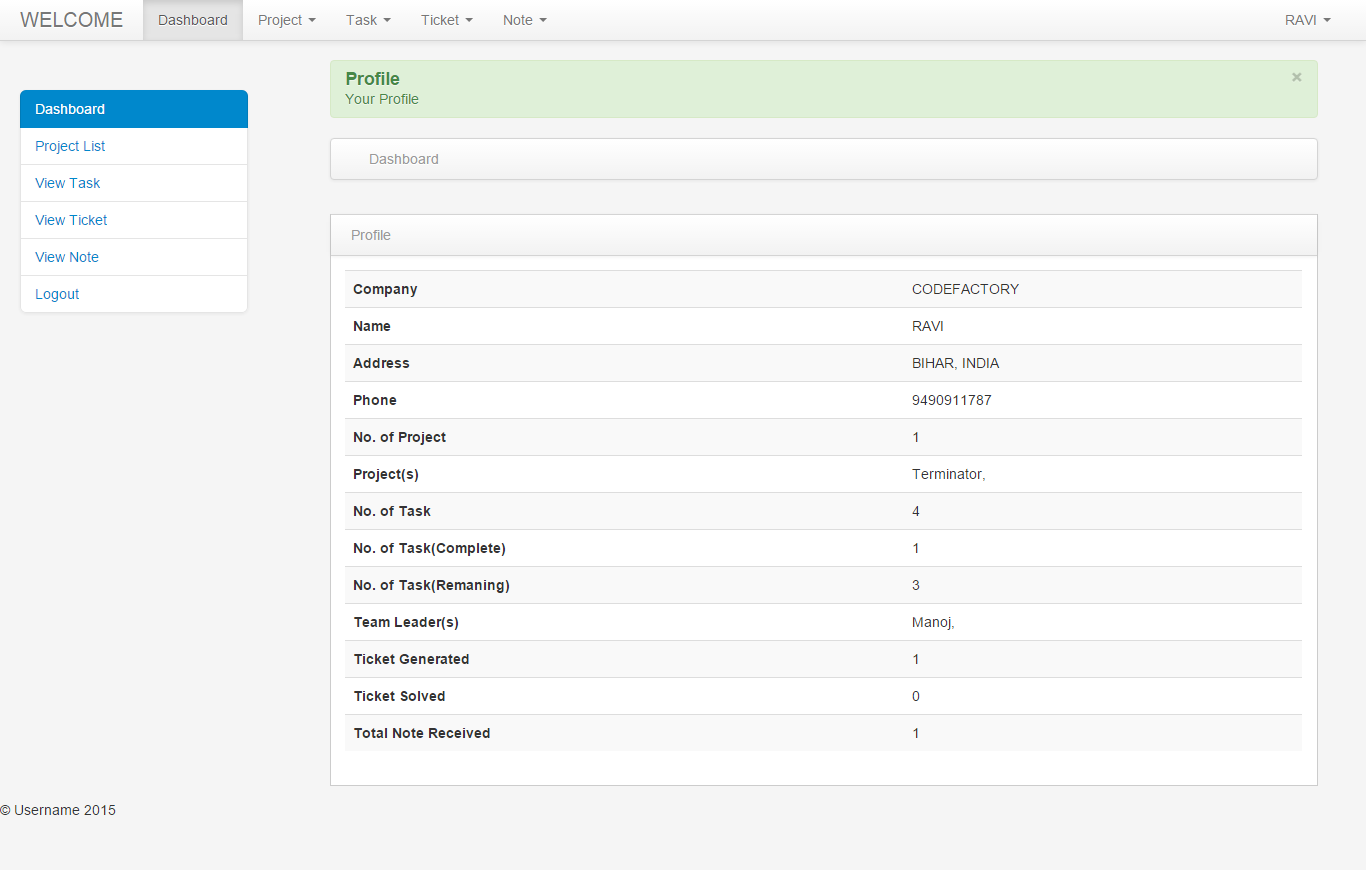 WELCOME Dashboard Project Task Ticket Note RAVI
Dashboard
Project List
View Task
View Ticket
View Note
Logout
Profile ×
Your Profile
Dashboard
Profile
Company CODEFACTORY
Name RAVI
Address BIHAR, INDIA
Phone 9490911787
No. of Project 1
Project(s) Terminator,
No. of Task 4
No. of Task(Complete) 1
No. of Task(Remaning) 3
Team Leader(s) Manoj,
Ticket Generated 1
Ticket Solved 0
Total Note Received 1
© Username 2015